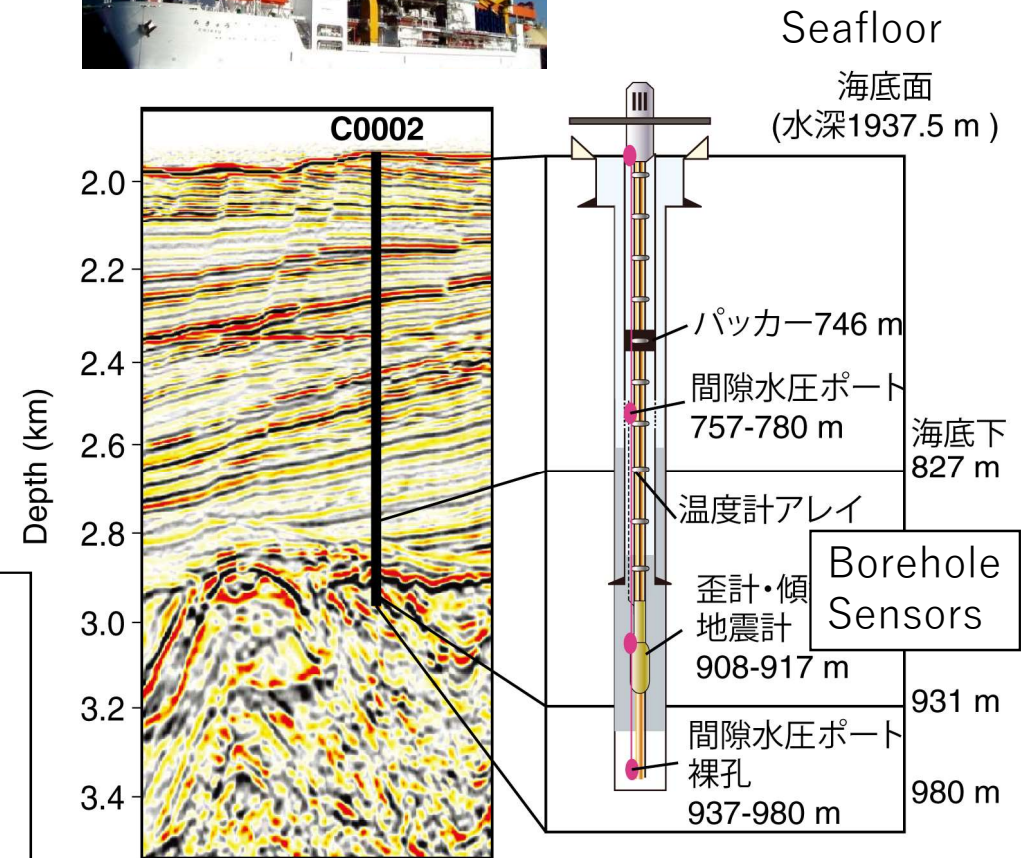 Seafloor
海底面
(水深1937.5 m )
C0002
Depth (km)
2.0
2.2
2.4
2.6
2.8
3.0
3.2
3.4
パッカー746 m
間隙水圧ポート
757-780 m
海底下
827 m
温度計アレイ
Borehole
Sensors
歪計・傾
地震計
908-917 m
931 m
間隙水圧ポート
裸孔
937-980 m
980 m